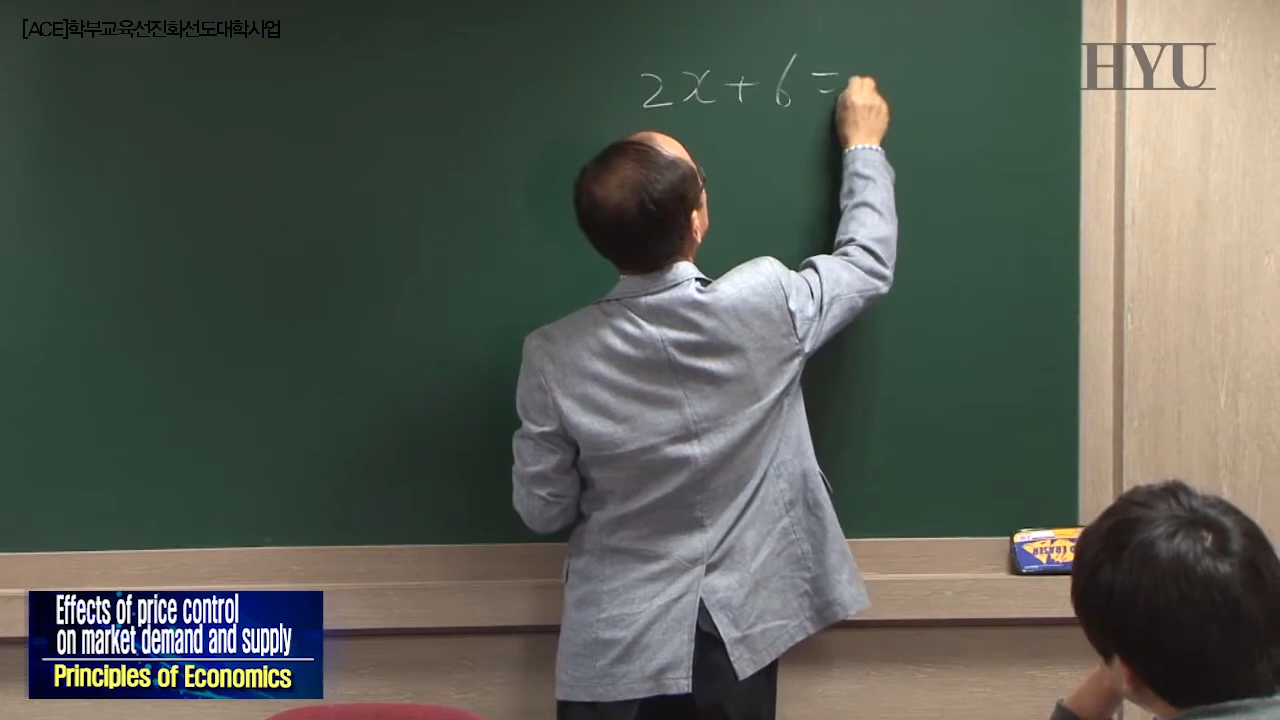 [ACE]학부교육선진화선도대학사업
HYU
2x+6=
ERASER
Effects of price control
on market demand and supply
Principles of Economics